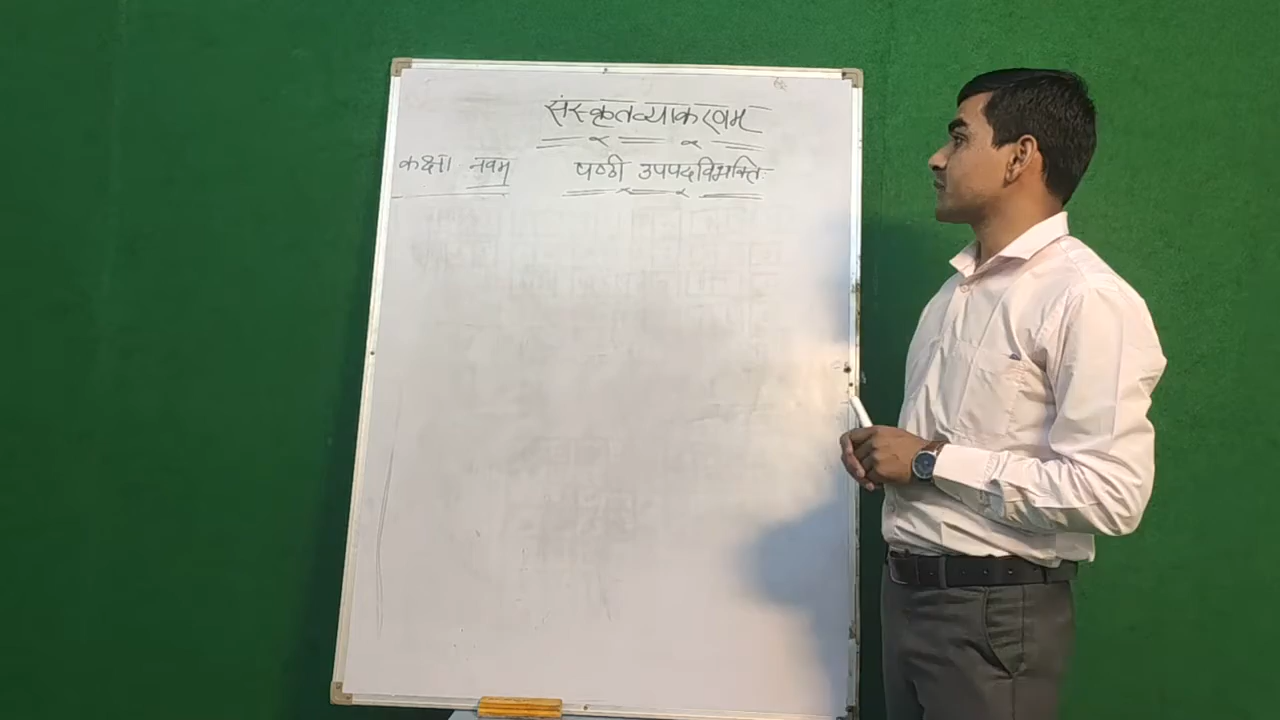 संस्कृतव्याकरणम्
कक्षा नवम्
षष्ठी उपपदविभक्तिः